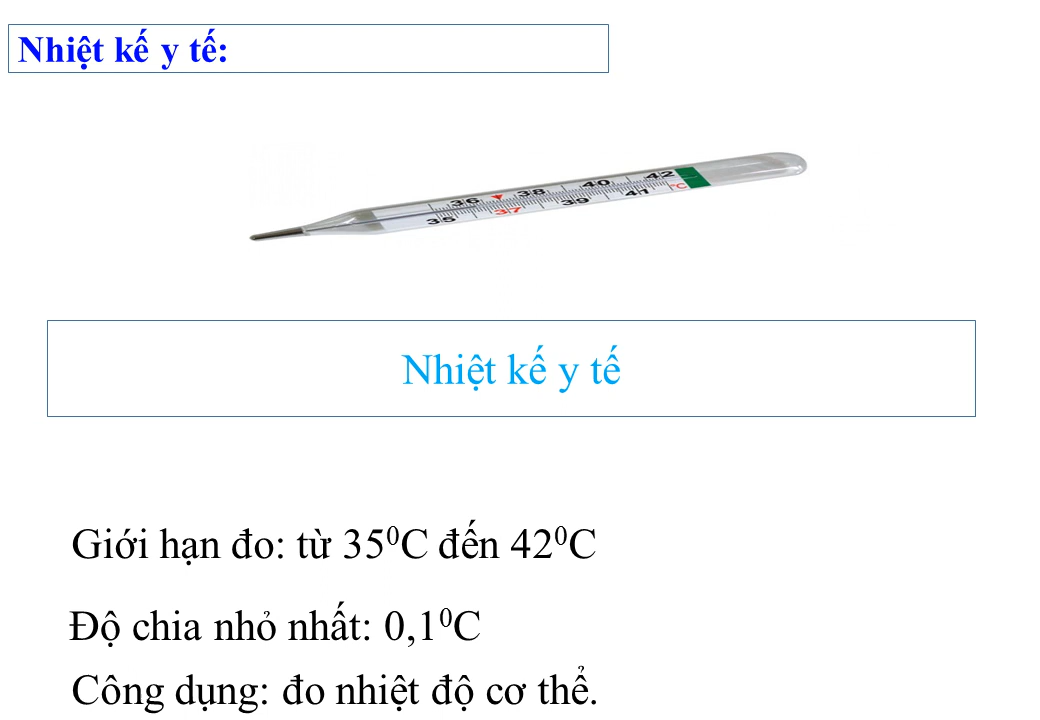 Nhiệt kế y tế:
36 38 40 42
35 37 39 41 °C
Nhiệt kế y tế
Giới hạn đo: từ 35⁰C đến 42⁰C
Độ chia nhỏ nhất: 0,1⁰C
Công dụng: đo nhiệt độ cơ thể.